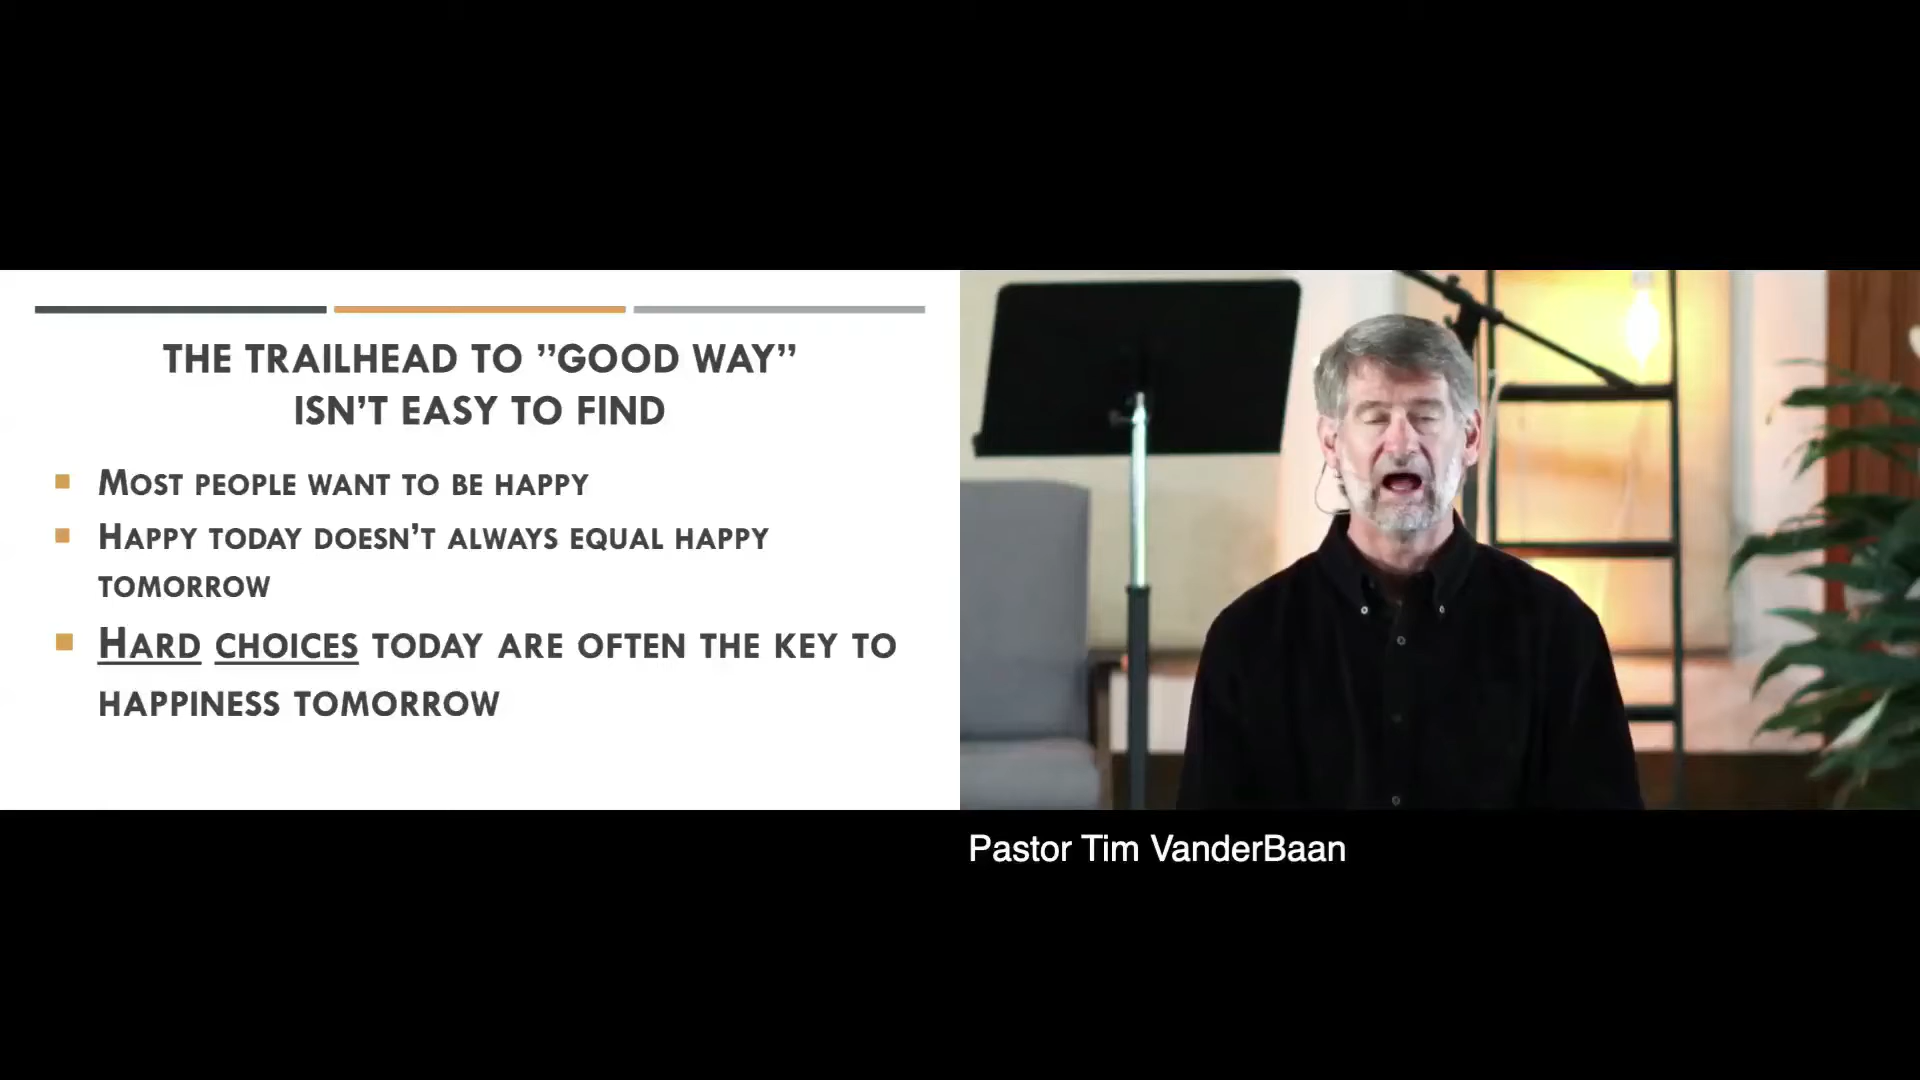 THE TRAILHEAD TO ”GOOD WAY”
ISN’T EASY TO FIND
MOST PEOPLE WANT TO BE HAPPY
HAPPY TODAY DOESN’T ALWAYS EQUAL HAPPY
TOMORROW
HARD CHOICES TODAY ARE OFTEN THE KEY TO
HAPPINESS TOMORROW
Pastor Tim VanderBaan